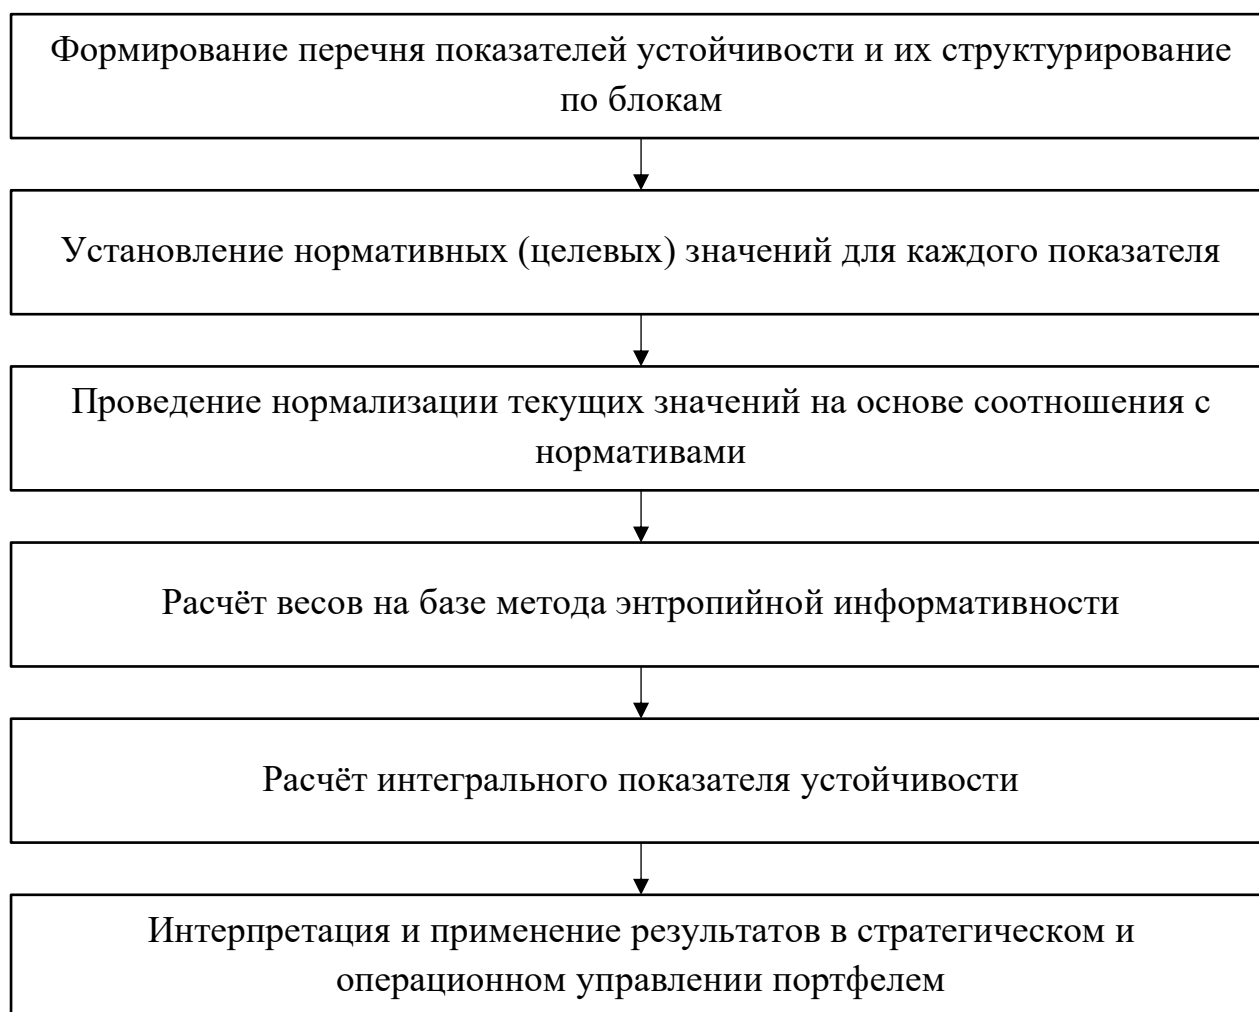 Формирование перечня показателей устойчивости и их структурирование
по блокам
Установление нормативных (целевых) значений для каждого показателя
Проведение нормализации текущих значений на основе соотношения с
нормативами
Расчёт весов на базе метода энтропийной информативности
Расчёт интегрального показателя устойчивости
Интерпретация и применение результатов в стратегическом и
операционном управлении портфелем